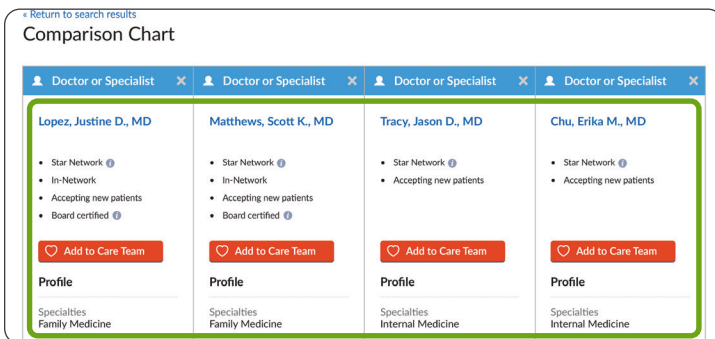 « Return to search results
Comparison Chart
Doctor or Specialist
Doctor or Specialist
Doctor or Specialist
Doctor or Specialist
Lopez, Justine D., MD
Matthews, Scott K., MD
Tracy, Jason D., MD
Chu, Erika M., MD
• Star Network
• In-Network
• Accepting new patients
• Board certified
• Star Network
• In-Network
• Accepting new patients
• Board certified
• Star Network
• Accepting new patients
• Star Network
• Accepting new patients
Add to Care Team
Add to Care Team
Add to Care Team
Add to Care Team
Profile
Profile
Profile
Profile
Specialties
Family Medicine
Specialties
Family Medicine
Specialties
Internal Medicine
Specialties
Internal Medicine